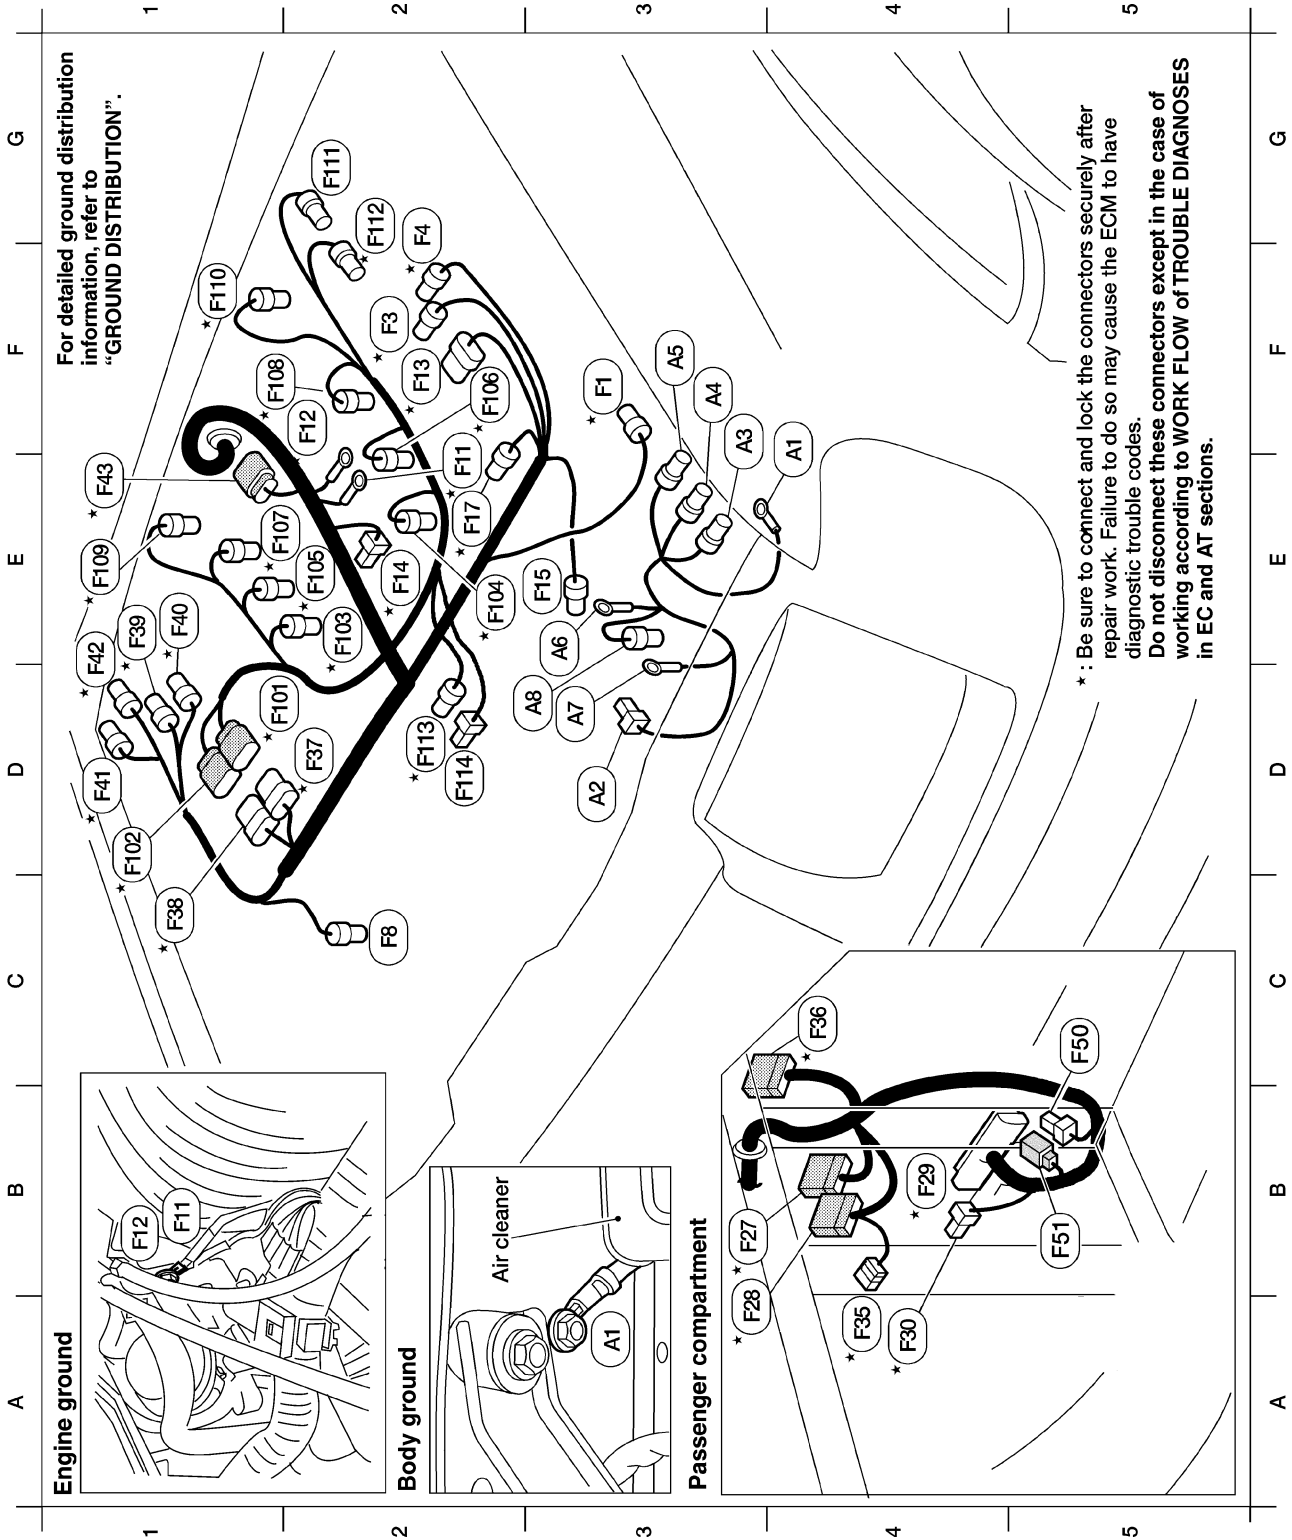 1 2 3 4 5
G
F
E
D
C
B
A
For detailed ground distribution
information, refer to
“GROUND DISTRIBUTION”.
F111
F112
★
F4
★
F110
★
F3
★
F13
★
F108
★
F106
★
F12
F1
★
F11
★
A5
A4
A3
A1
F43
★
F17
★
F107
★
F109
★
F105
★
F14
★
F104
★
F15
F103
★
F40
★
F39
★
F42
★
A6
A8
A7
F101
★
F113
★
F114
F37
★
A2
F41
★
F102
★
F38
★
F8
★: Be sure to connect and lock the connectors securely after
repair work. Failure to do so may cause the ECM to have
diagnostic trouble codes.
Do not disconnect these connectors except in the case of
working according to WORK FLOW of TROUBLE DIAGNOSES
in EC and AT sections.
Engine ground
F12
F11
Body ground
Air cleaner
A1
Passenger compartment
F36
★
F50
F29
★
F27
★
F51
F28
★
F35
★
F30
★
G
F
E
D
C
B
A
1 2 3 4 5